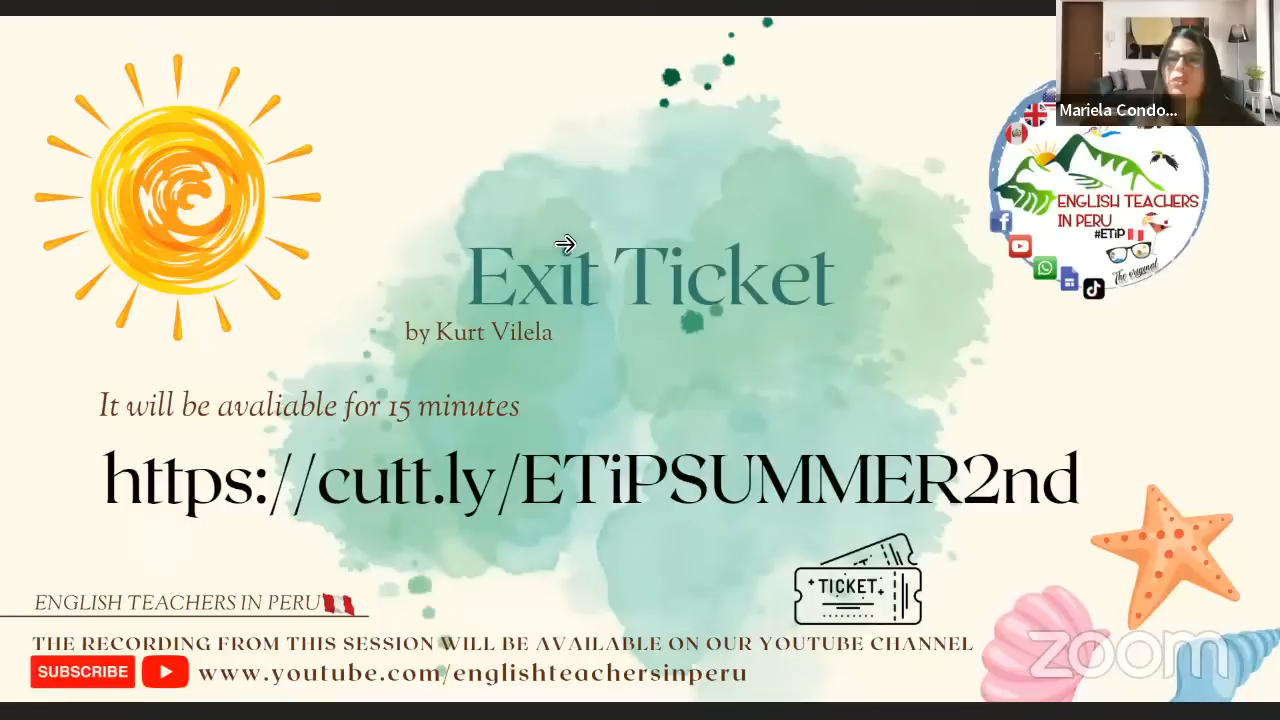 Mariela Condo...
ENGLISH TEACHERS
IN PERU
#ETiP
The original
Exit Ticket
by Kurt Vilela
It will be avaliable for 15 minutes
https://cutt.ly/ETiPSUMMER2nd
TICKET
ENGLISH TEACHERS IN PERU
THE RECORDING FROM THIS SESSION WILL BE AVAILABLE ON OUR YOUTUBE CHANNEL
SUBSCRIBE www.youtube.com/englishteachersinperu
zoom